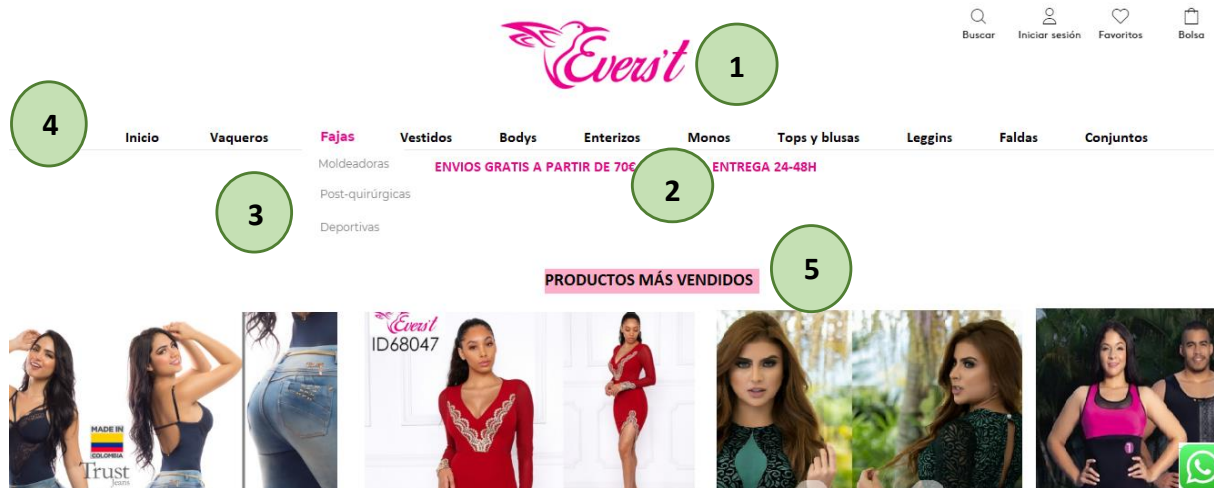 Buscar Iniciar sesión Favoritos Bolsa
Evers't
1
4
Inicio Vaqueros Fajas Vestidos Bodys Enterizos Monos Tops y blusas Leggins Faldas Conjuntos
Moldeadoras
ENVIOS GRATIS A PARTIR DE 70€ ENTREGA 24-48H
2
Post-quirúrgicas
3
Deportivas
5
PRODUCTOS MÁS VENDIDOS
Evers't
ID68047
MADE IN
COLOMBIA
Trust
Jeans